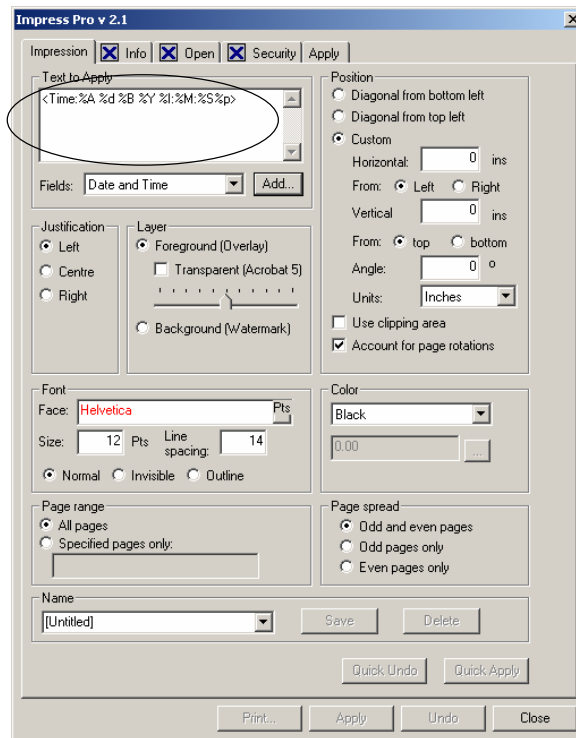 Impress Pro v 2.1
Impression Info Open Security Apply
Text to Apply
<Time:%A %d %B %Y %I:%M:%S%p>
Fields: Date and Time Add...
Position
Diagonal from bottom left
Diagonal from top left
Custom
Horizontal: 0 ins
From: Left Right
Vertical 0 ins
From: top bottom
Angle: 0 o
Units: Inches
Use clipping area
Account for page rotations
Justification
Left
Centre
Right
Layer
Foreground (Overlay)
Transparent (Acrobat 5)
Background (Watermark)
Font
Face: Helvetica Pts
Size: 12 Pts Line spacing: 14
Normal Invisible Outline
Color
Black
0.00 ...
Page range
All pages
Specified pages only:
Page spread
Odd and even pages
Odd pages only
Even pages only
Name
[Untitled] Save Delete
Quick Undo Quick Apply
Print... Apply Undo Close